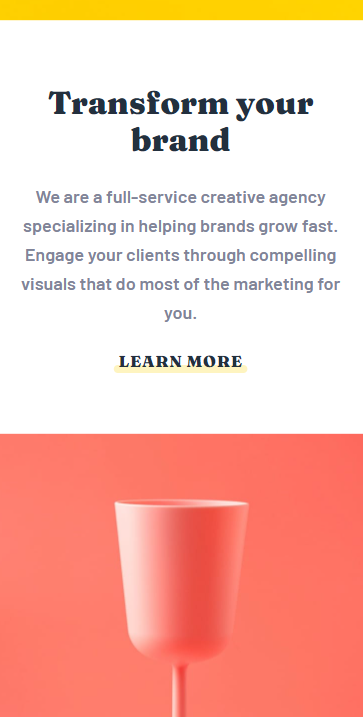 Transform your
brand
We are a full-service creative agency
specializing in helping brands grow fast.
Engage your clients through compelling
visuals that do most of the marketing for
you.
LEARN MORE